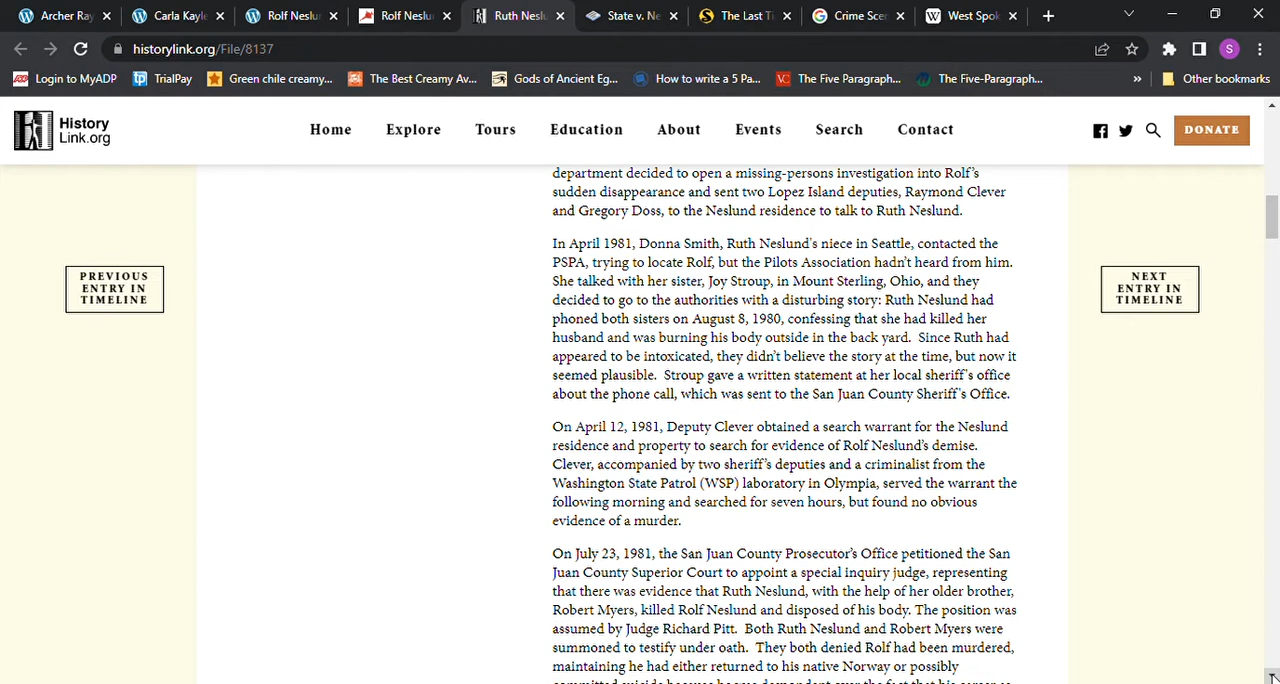 Archer Ray
Carla Kayle
Rolf Neslun
Rolf Neslu
Ruth Neslu
State v. Ne
The Last Ti
Crime Scen
West Spok
historylink.org/File/8137
S
Login to MyADP
TrialPay
Green chile creamy...
The Best Creamy Av...
Gods of Ancient Eg...
How to write a 5 Pa...
VC The Five Paragraph...
The Five-Paragraph...
»
Other bookmarks
History
Link.org
Home
Explore
Tours
Education
About
Events
Search
Contact
DONATE
PREVIOUS
ENTRY IN
TIMELINE
department decided to open a missing-persons investigation into Rolf's
sudden disappearance and sent two Lopez Island deputies, Raymond Clever
and Gregory Doss, to the Neslund residence to talk to Ruth Neslund.
In April 1981, Donna Smith, Ruth Neslund's niece in Seattle, contacted the
PSPA, trying to locate Rolf, but the Pilots Association hadn't heard from him.
She talked with her sister, Joy Stroup, in Mount Sterling, Ohio, and they
decided to go to the authorities with a disturbing story: Ruth Neslund had
phoned both sisters on August 8, 1980, confessing that she had killed her
husband and was burning his body outside in the back yard. Since Ruth had
appeared to be intoxicated, they didn't believe the story at the time, but now it
seemed plausible. Stroup gave a written statement at her local sheriff's office
about the phone call, which was sent to the San Juan County Sheriff's Office.
On April 12, 1981, Deputy Clever obtained a search warrant for the Neslund
residence and property to search for evidence of Rolf Neslund's demise.
Clever, accompanied by two sheriff's deputies and a criminalist from the
Washington State Patrol (WSP) laboratory in Olympia, served the warrant the
following morning and searched for seven hours, but found no obvious
evidence of a murder.
On July 23, 1981, the San Juan County Prosecutor's Office petitioned the San
Juan County Superior Court to appoint a special inquiry judge, representing
that there was evidence that Ruth Neslund, with the help of her older brother,
Robert Myers, killed Rolf Neslund and disposed of his body. The position was
assumed by Judge Richard Pitt. Both Ruth Neslund and Robert Myers were
summoned to testify under oath. They both denied Rolf had been murdered,
maintaining he had either returned to his native Norway or possibly
NEXT
ENTRY IN
TIMELINE